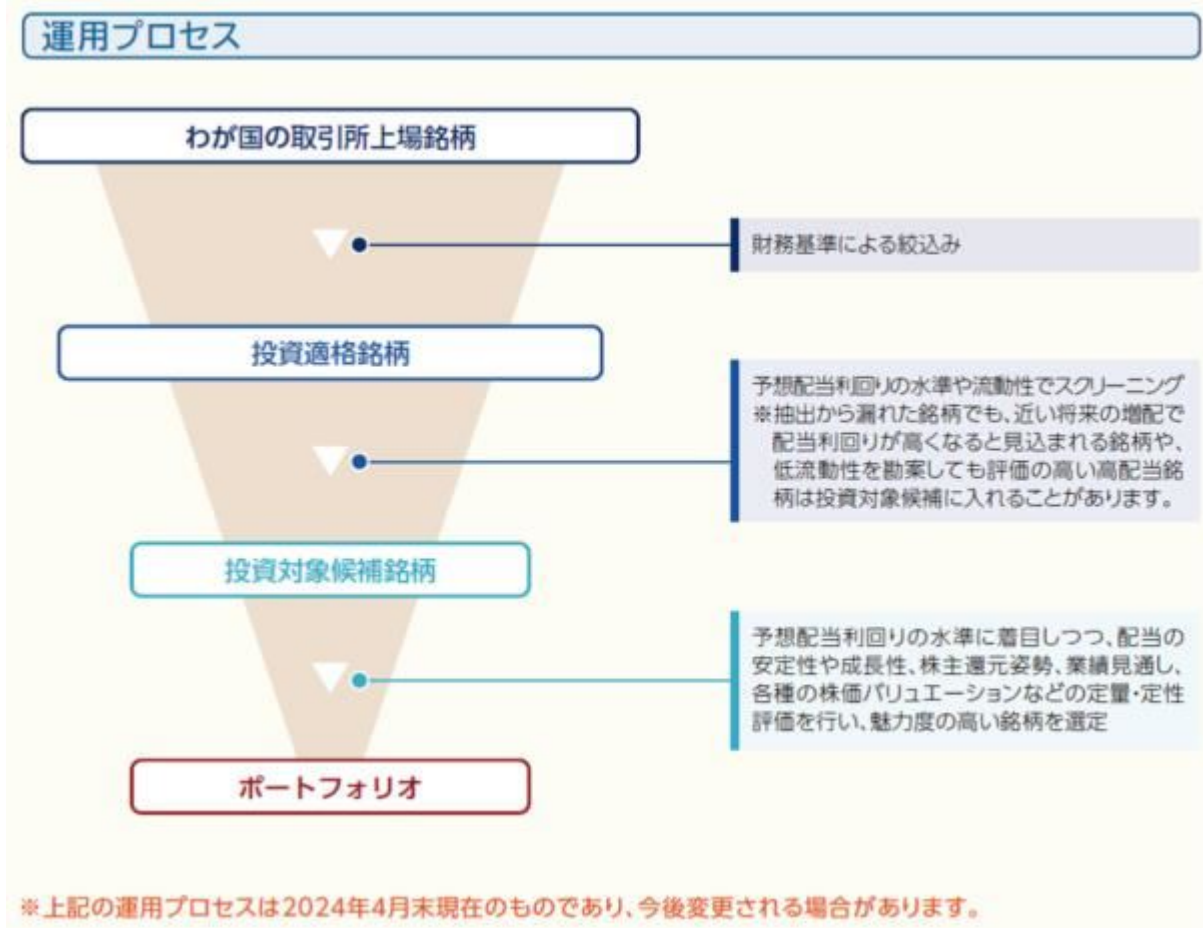 運用プロセス
わが国の取引所上場銘柄
財務基準による絞込み
投資適格銘柄
予想配当利回りの水準や流動性でスクリーニング
※抽出から漏れた銘柄でも、近い将来の増配で
配当利回りが高くなると見込まれる銘柄や、
低流動性を勘案しても評価の高い高配当銘
柄は投資対象候補に入れることがあります。
投資対象候補銘柄
予想配当利回りの水準に着目しつつ、配当の
安定性や成長性、株主還元姿勢、業績見通し、
各種の株価バリュエーションなどの定量・定性
評価を行い、魅力度の高い銘柄を選定
ポートフォリオ
※上記の運用プロセスは2024年4月末現在のものであり、今後変更される場合があります。